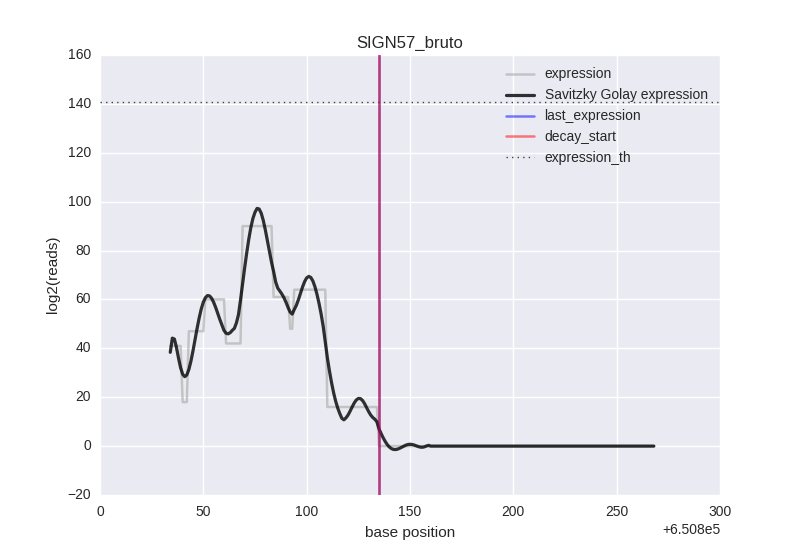 SIGN57_bruto
160
140
120
100
80
60
40
20
0
−20
log2(reads)
expression
Savitzky Golay expression
last_expression
decay_start
expression_th
0 50 100 150 200 250 300
+6.508e5
base position